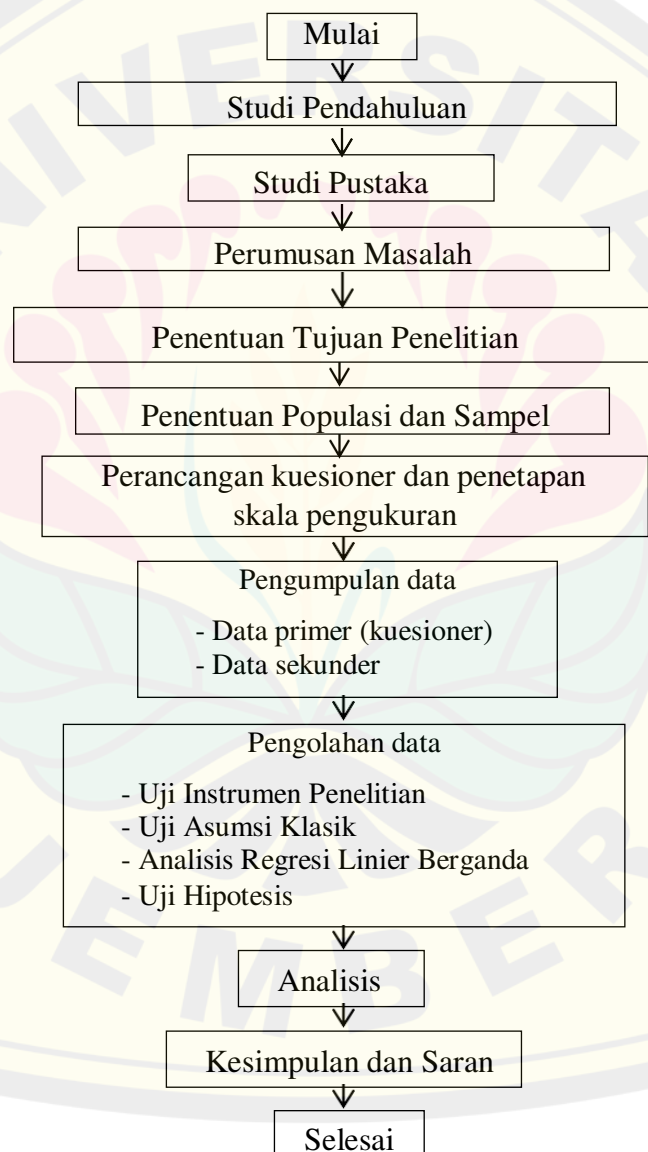 Mulai
Studi Pendahuluan
Studi Pustaka
Perumusan Masalah
Penentuan Tujuan Penelitian
Penentuan Populasi dan Sampel
Perancangan kuesioner dan penetapan
skala pengukuran
Pengumpulan data
- Data primer (kuesioner)
- Data sekunder
Pengolahan data
- Uji Instrumen Penelitian
- Uji Asumsi Klasik
- Analisis Regresi Linier Berganda
- Uji Hipotesis
Analisis
Kesimpulan dan Saran
Selesai
NIVERSITA
JEMBER